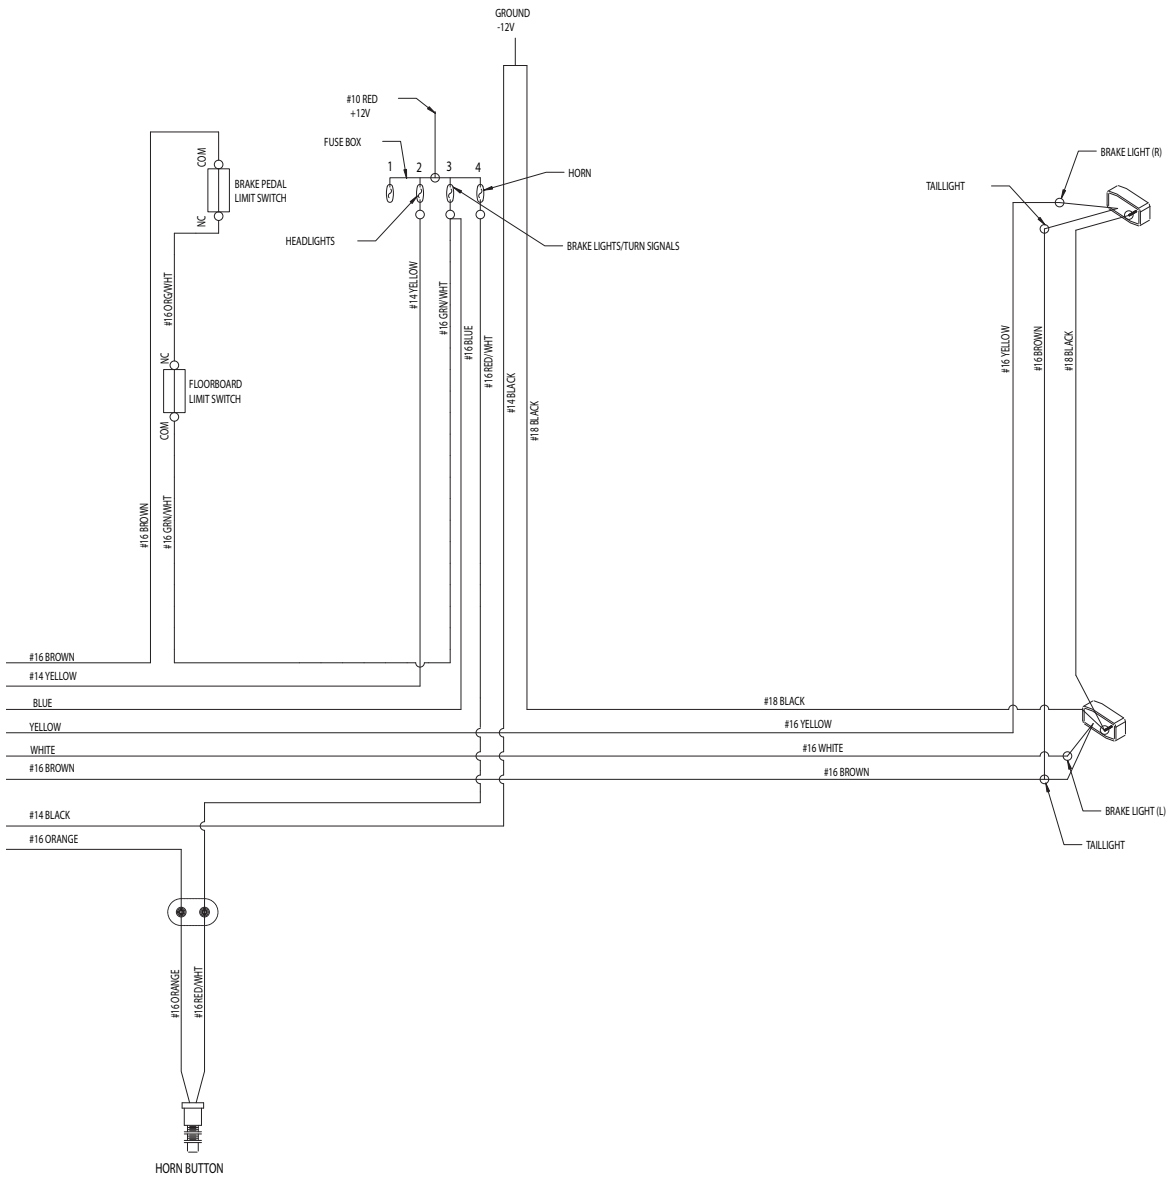 GROUND
-12V
#10 RED
+12V
FUSE BOX
1
2
3
4
HORN
COM
BRAKE PEDAL
LIMIT SWITCH
NC
HEADLIGHTS
BRAKE LIGHTS/TURN SIGNALS
BRAKE LIGHT (R)
TAILLIGHT
#16 ORG/WHT
#14 YELLOW
#16 GRN/WHT
#16 BLUE
#16 RED/WHT
#14 BLACK
#18 BLACK
#16 YELLOW
#16 BROWN
#18 BLACK
NC
FLOORBOARD
LIMIT SWITCH
COM
#16 BROWN
#16 GRN/WHT
#16 BROWN
#14 YELLOW
BLUE
#18 BLACK
YELLOW
#16 YELLOW
WHITE
#16 WHITE
#16 BROWN
#16 BROWN
BRAKE LIGHT (L)
#14 BLACK
#16 ORANGE
TAILLIGHT
#16 ORANGE
#16 RED/WHT
HORN BUTTON